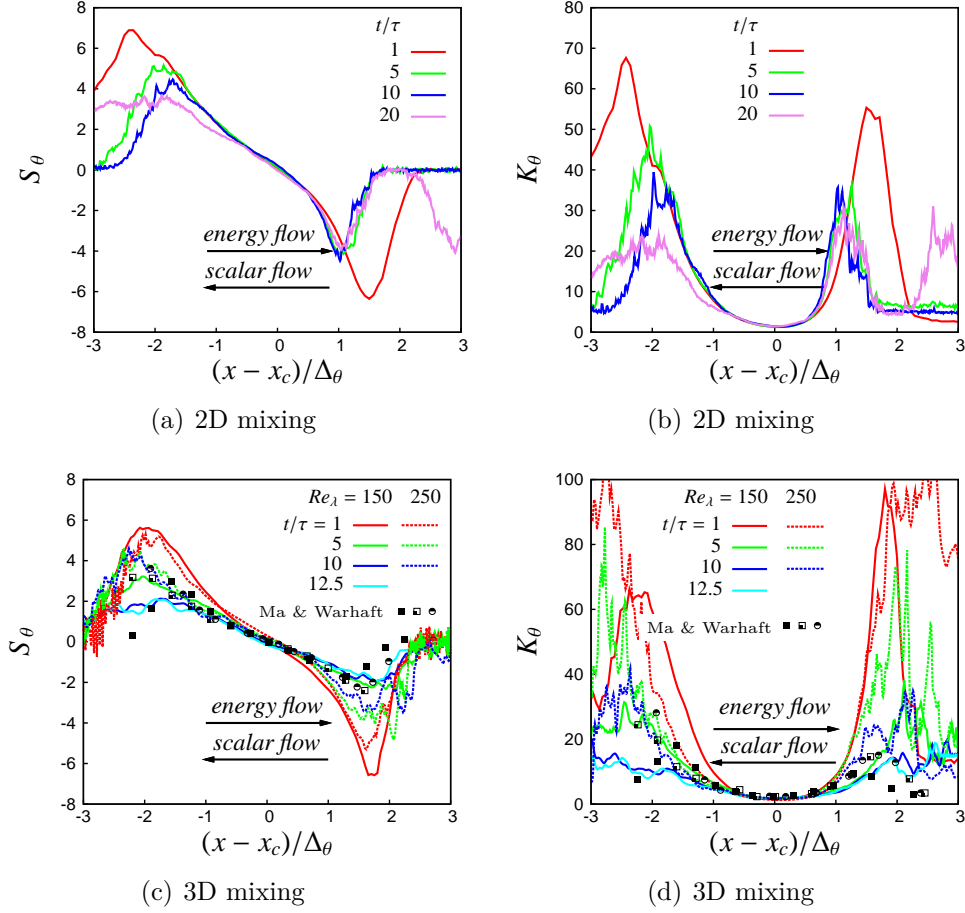 8
6
4
2
0
-2
-4
-6
-8
S θ
t/τ
1
5
10
20
energy flow
scalar flow
-3 -2 -1 0 1 2 3
(x − x_c)/Δ_θ
(a) 2D mixing
80
70
60
50
40
30
20
10
0
K θ
t/τ
1
5
10
20
energy flow
scalar flow
-3 -2 -1 0 1 2 3
(x − x_c)/Δ_θ
(b) 2D mixing
8
6
4
2
0
-2
-4
-6
-8
S θ
Re_λ = 150 250
t/τ = 1
5
10
12.5
Ma & Warhaft
energy flow
scalar flow
-3 -2 -1 0 1 2 3
(x − x_c)/Δ_θ
(c) 3D mixing
100
80
60
40
20
0
K θ
Re_λ = 150 250
t/τ = 1
5
10
12.5
Ma & Warhaft
energy flow
scalar flow
-3 -2 -1 0 1 2 3
(x − x_c)/Δ_θ
(d) 3D mixing